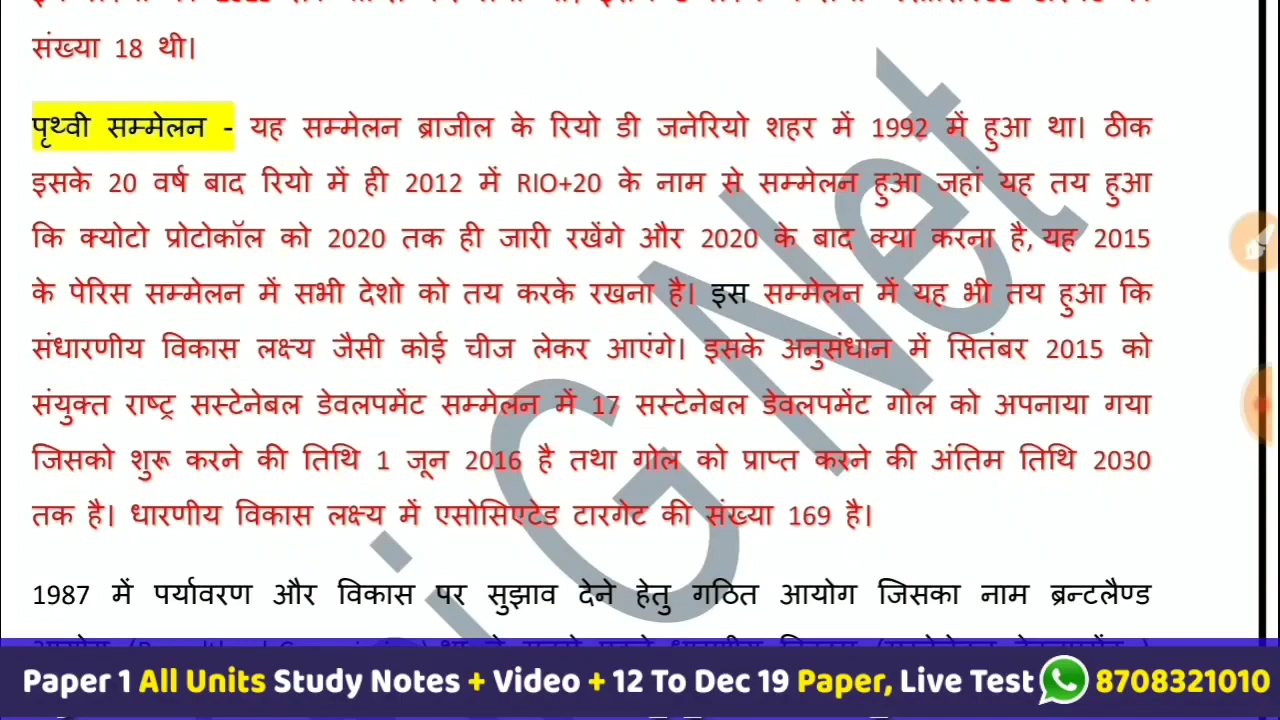 संख्या 18 थी।
पृथ्वी सम्मेलन - यह सम्मेलन ब्राजील के रियो डी जनेरियो शहर में 1992 में हुआ था। ठीक
इसके 20 वर्ष बाद रियो में ही 2012 में RIO+20 के नाम से सम्मेलन हुआ जहां यह तय हुआ
कि क्योटो प्रोटोकॉल को 2020 तक ही जारी रखेंगे और 2020 के बाद क्या करना है, यह 2015
के पेरिस सम्मेलन में सभी देशो को तय करके रखना है। इस सम्मेलन में यह भी तय हुआ कि
संधारणीय विकास लक्ष्य जैसी कोई चीज लेकर आएंगे। इसके अनुसंधान में सितंबर 2015 को
संयुक्त राष्ट्र सस्टेनेबल डेवलपमेंट सम्मेलन में 17 सस्टेनेबल डेवलपमेंट गोल को अपनाया गया
जिसको शुरू करने की तिथि 1 जून 2016 है तथा गोल को प्राप्त करने की अंतिम तिथि 2030
तक है। धारणीय विकास लक्ष्य में एसोसिएटेड टारगेट की संख्या 169 है।
1987 में पर्यावरण और विकास पर सुझाव देने हेतु गठित आयोग जिसका नाम ब्रन्टलैण्ड
Paper 1 All Units Study Notes + Video + 12 To Dec 19 Paper, Live Test 8708321010
i G Net